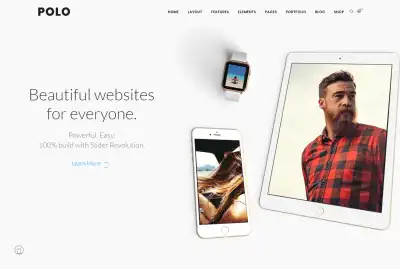 POLO
HOME LAYOUT FEATURES ELEMENTS PAGES PORTFOLIO BLOG SHOP
Beautiful websites
for everyone.
Powerful. Easy.
100% build with Slider Revolution.
Learn More